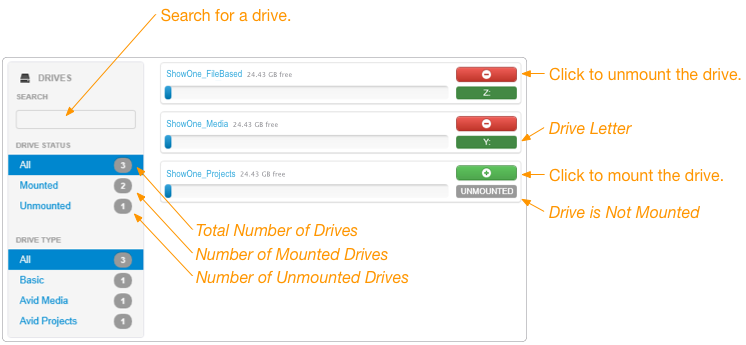 Search for a drive.
DRIVES
SEARCH
DRIVE STATUS
All 3
Mounted 2
Unmounted 1
DRIVE TYPE
All 3
Basic 1
Avid Media 1
Avid Projects 1
ShowOne_FileBased 24.43 GB free
Z:
ShowOne_Media 24.43 GB free
Y:
ShowOne_Projects 24.43 GB free
UNMOUNTED
Click to unmount the drive.
Drive Letter
Click to mount the drive.
Drive is Not Mounted
Total Number of Drives
Number of Mounted Drives
Number of Unmounted Drives